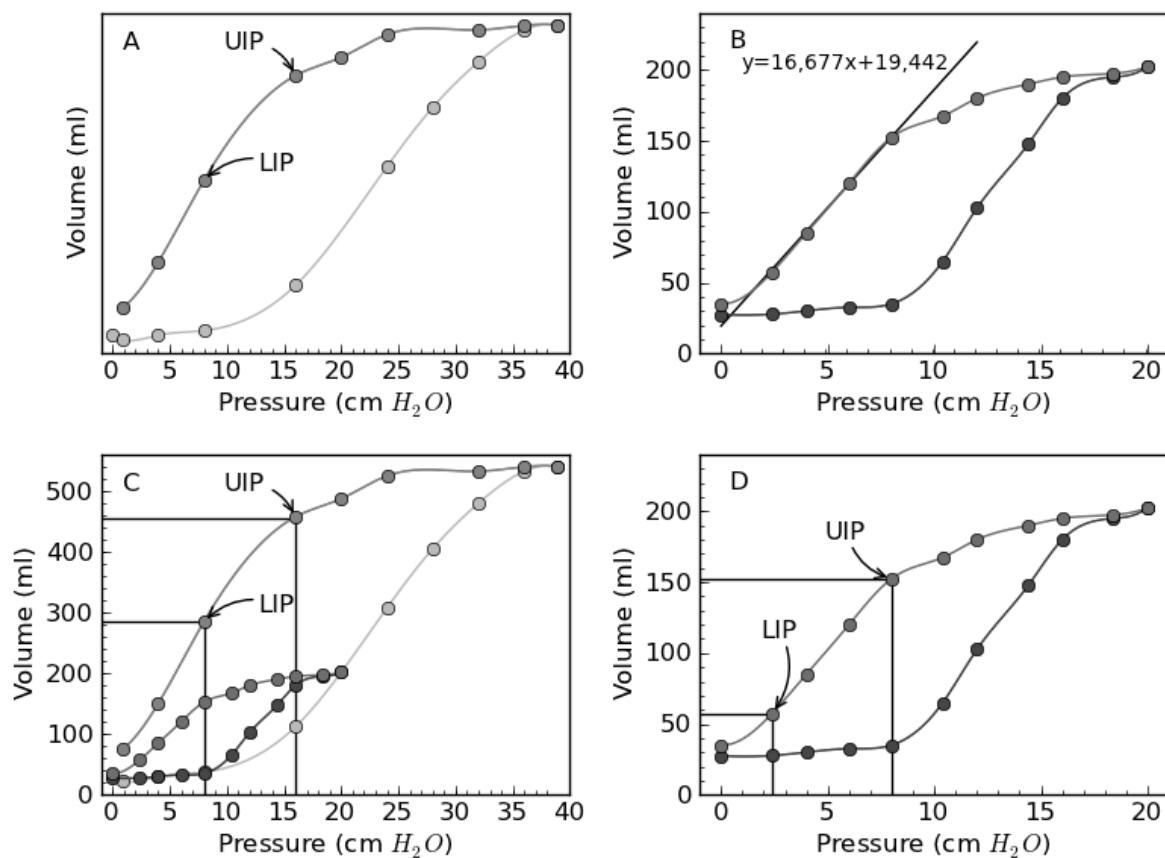 A
UIP
LIP
Volume (ml)
0 5 10 15 20 25 30 35 40
Pressure (cm H₂O)
B
y=16,677x+19,442
200
150
100
50
0
Volume (ml)
0 5 10 15 20
Pressure (cm H₂O)
C
UIP
LIP
500
400
300
200
100
0
Volume (ml)
0 5 10 15 20 25 30 35 40
Pressure (cm H₂O)
D
UIP
LIP
200
150
100
50
0
Volume (ml)
0 5 10 15 20
Pressure (cm H₂O)